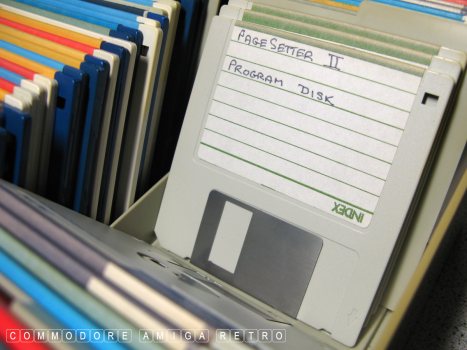 PAGESETTER II
PROGRAM DISK
INDEX
COMMODORE AMIGA RETRO